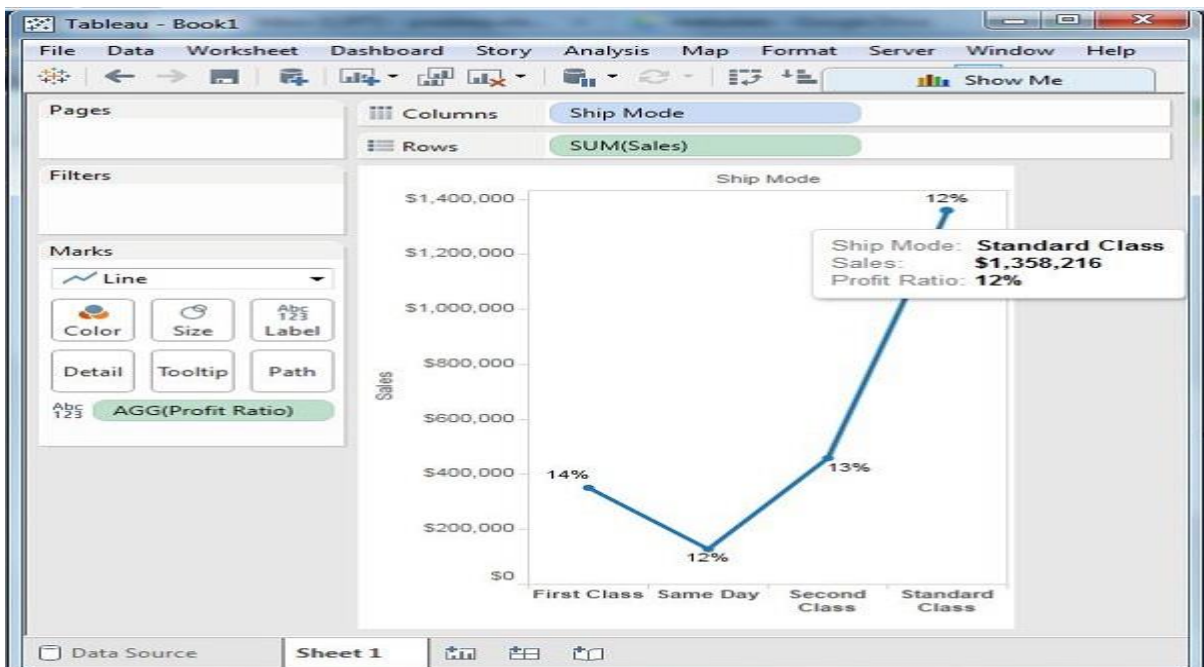 Tableau - Book1
File Data Worksheet Dashboard Story Analysis Map Format Server Window Help
Show Me
Pages
Columns Ship Mode
Rows SUM(Sales)
Filters
Marks
Line
Color Size Abc 123 Label
Detail Tooltip Path
Abc 123 AGG(Profit Ratio)
Ship Mode
$1,400,000
$1,200,000
$1,000,000
$800,000
$600,000
$400,000
$200,000
$0
Sales
12%
Ship Mode: Standard Class
Sales: $1,358,216
Profit Ratio: 12%
14%
13%
12%
First Class Same Day Second Class Standard Class
Data Source Sheet 1